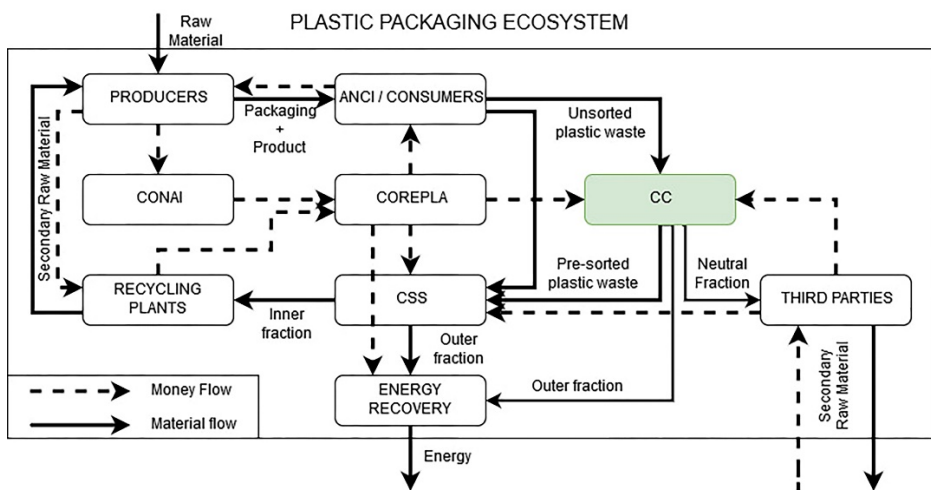 PLASTIC PACKAGING ECOSYSTEM
Raw
Material
PRODUCERS
ANCI / CONSUMERS
Packaging
+
Product
Unsorted
plastic waste
Secondary Raw Material
CONAI
COREPLA
CC
RECYCLING
PLANTS
Inner
fraction
CSS
Pre-sorted
plastic waste
Neutral
Fraction
THIRD PARTIES
Outer
fraction
ENERGY
RECOVERY
Outer fraction
Secondary
Raw Material
Money Flow
Material flow
Energy